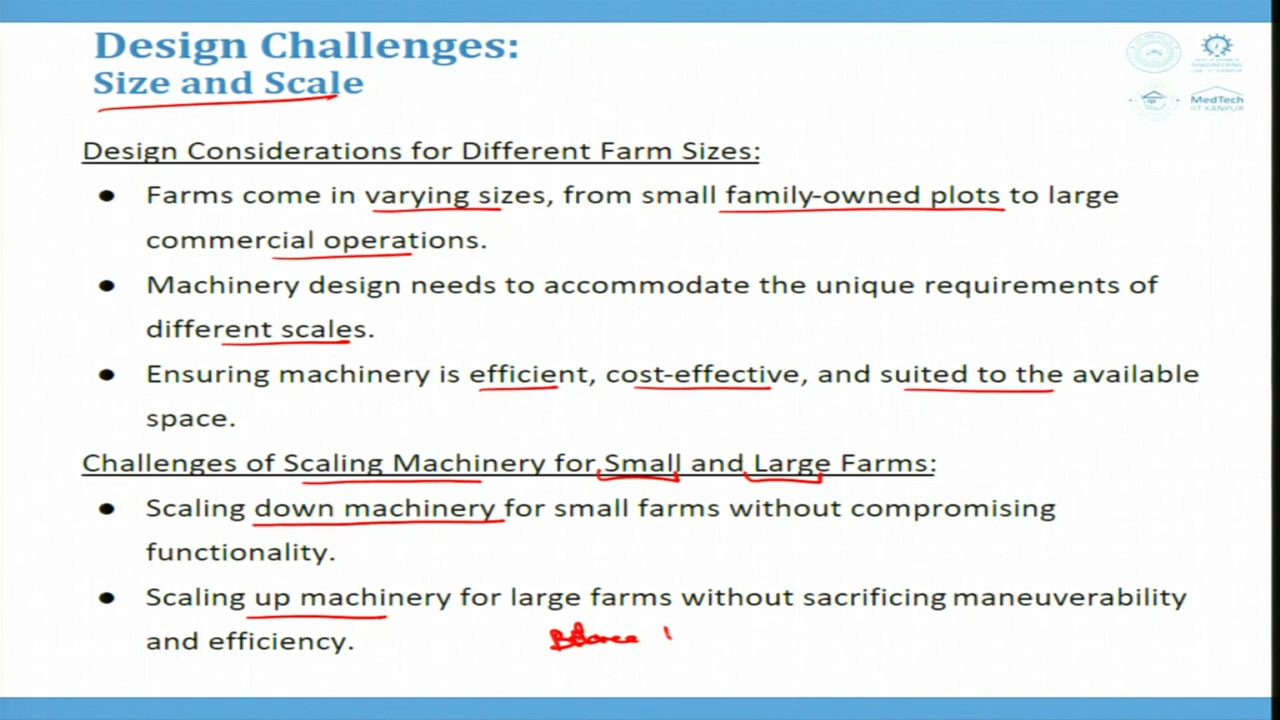 Design Challenges:
Size and Scale
MedTech
IIT KANPUR
Design Considerations for Different Farm Sizes:
● Farms come in varying sizes, from small family-owned plots to large
commercial operations.
● Machinery design needs to accommodate the unique requirements of
different scales.
● Ensuring machinery is efficient, cost-effective, and suited to the available
space.
Challenges of Scaling Machinery for Small and Large Farms:
● Scaling down machinery for small farms without compromising
functionality.
● Scaling up machinery for large farms without sacrificing maneuverability
and efficiency.